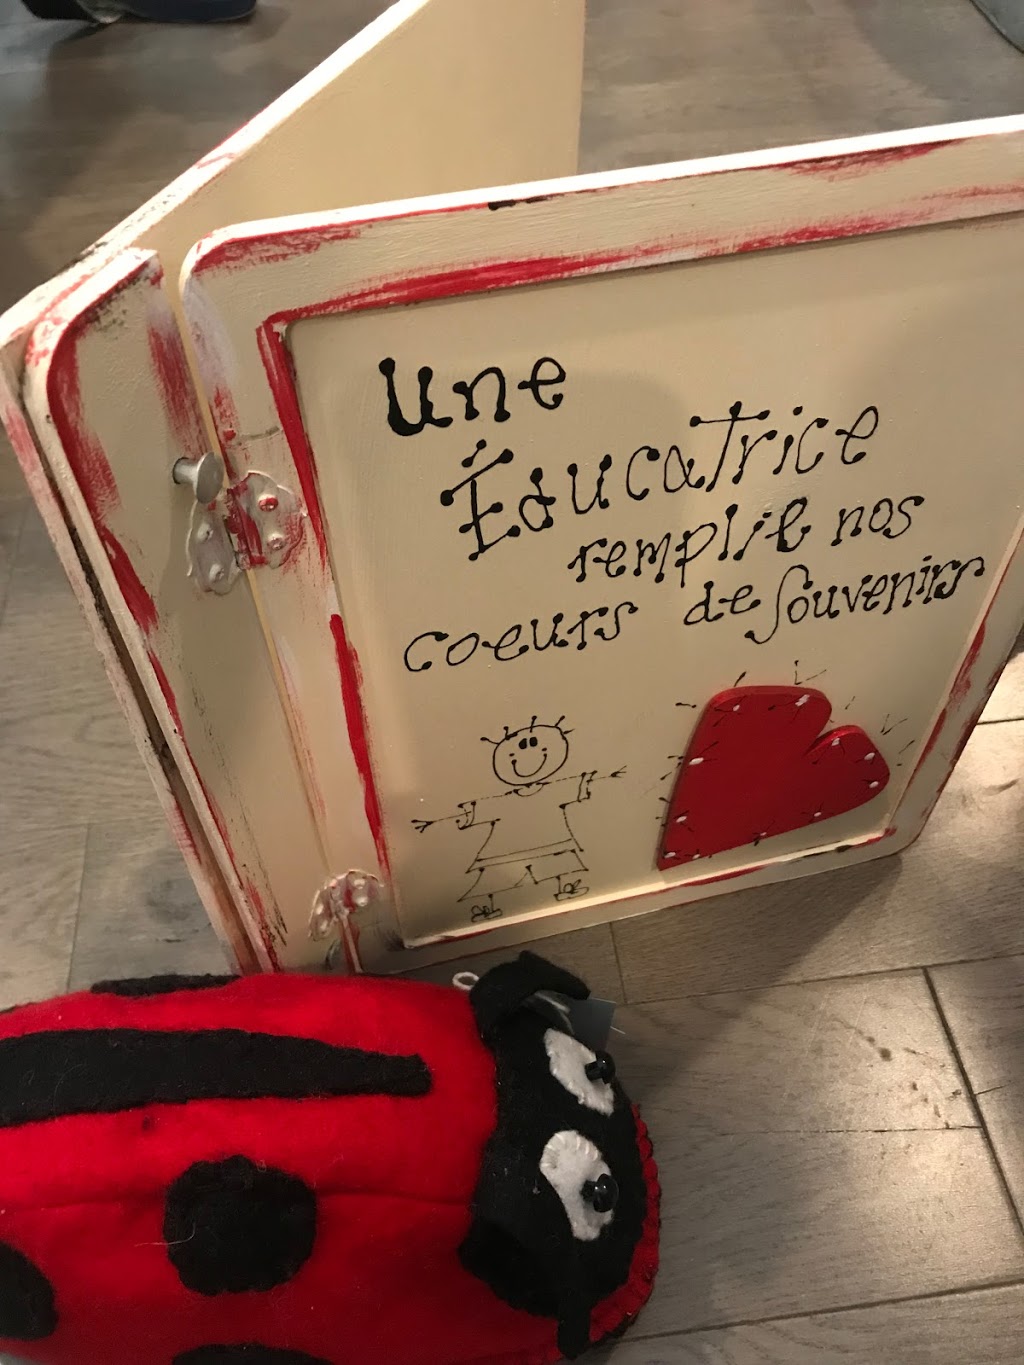 une
Éducatrice
remplie nos
coeurs de Souvenirs